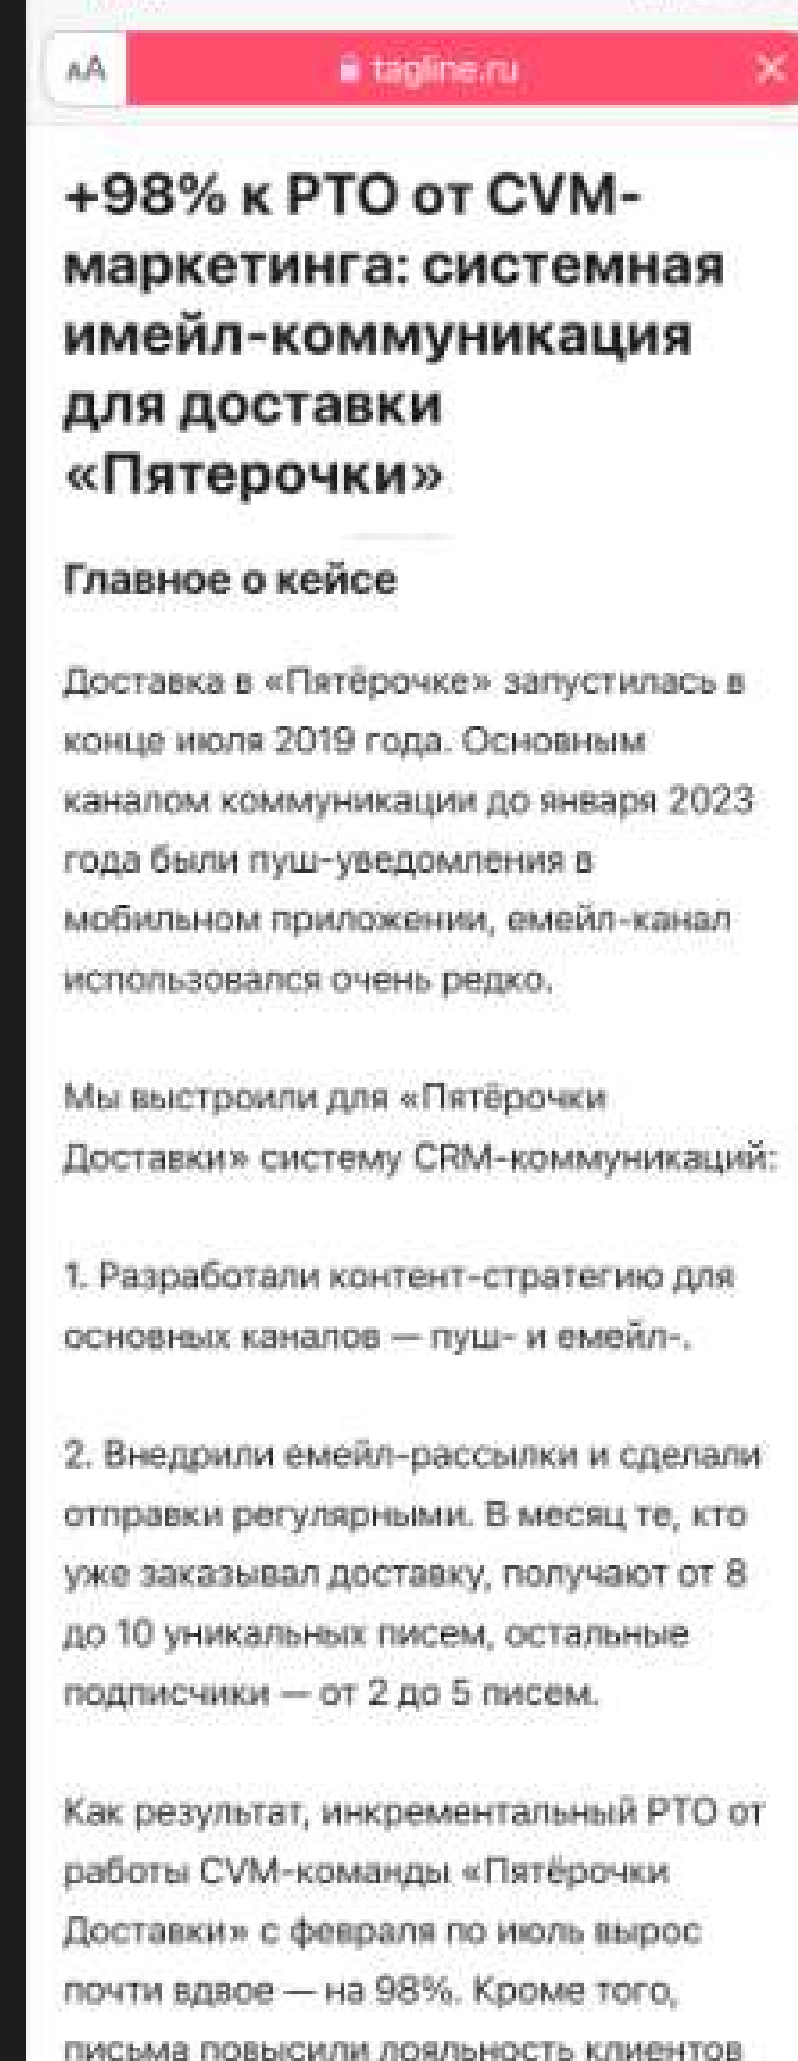 AA tagline.ru ×
+98% к РТО от CVM-
маркетинга: системная
имейл-коммуникация
для доставки
«Пятерочки»
Главное о кейсе
Доставка в «Пятёрочке» запустилась в
конце июля 2019 года. Основным
каналом коммуникации до января 2023
года были пуш-уведомления в
мобильном приложении, емейл-канал
использовался очень редко.
Мы выстроили для «Пятёрочки
Доставки» систему CRM-коммуникаций:
1. Разработали контент-стратегию для
основных каналов — пуш- и емейл-.
2. Внедрили емейл-рассылки и сделали
отправки регулярными. В месяц те, кто
уже заказывал доставку, получают от 8
до 10 уникальных писем, остальные
подписчики — от 2 до 5 писем.
Как результат, инкрементальный РТО от
работы CVM-команды «Пятёрочки
Доставки» с февраля по июль вырос
почти вдвое — на 98%. Кроме того,
письма повысили лояльность клиентов